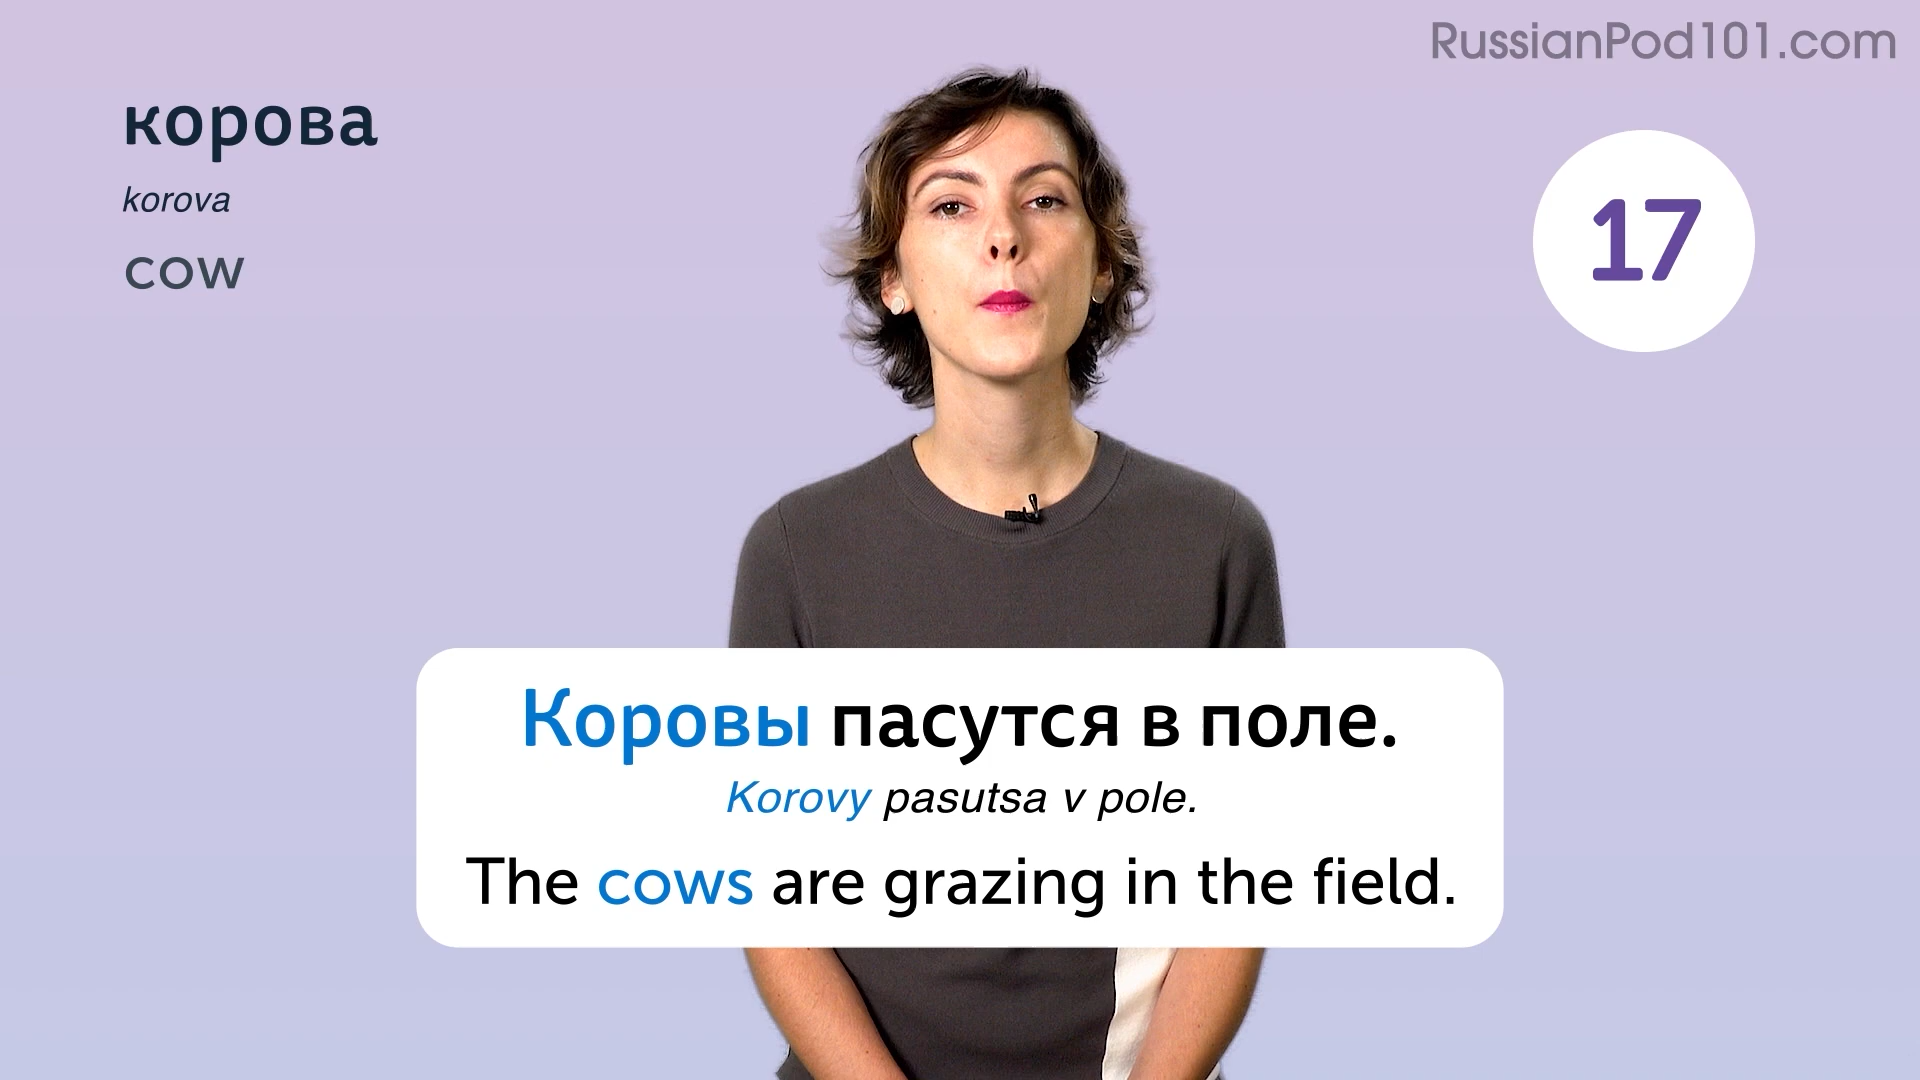 RussianPod101.com
корова
korova
cow
17
Коровы пасутся в поле.
Korovy pasutsa v pole.
The cows are grazing in the field.